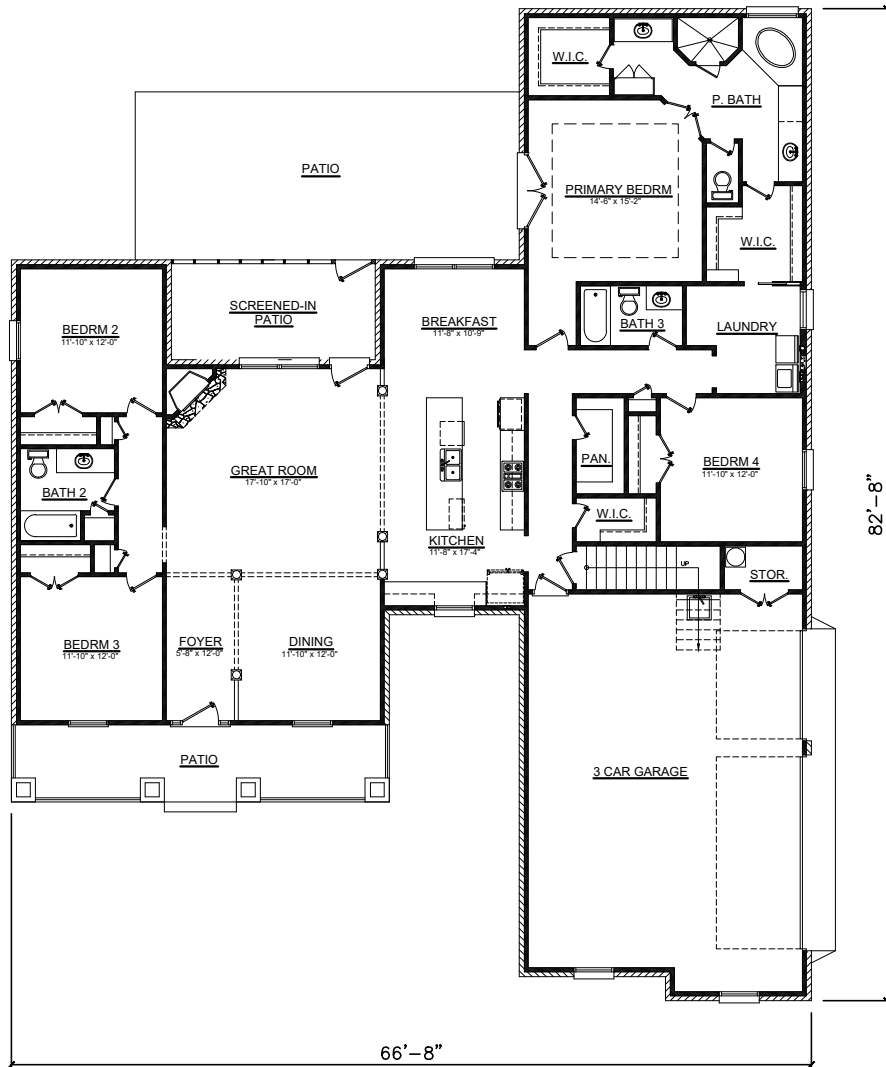 W.I.C.
P. BATH
PATIO
PRIMARY BEDRM
14'-6" x 15'-2"
W.I.C.
SCREENED-IN
PATIO
BEDRM 2
11'-10" x 12'-0"
BREAKFAST
11'-8" x 10'-9"
BATH 3
LAUNDRY
GREAT ROOM
17'-10" x 17'-0"
PAN.
BEDRM 4
11'-10" x 12'-0"
BATH 2
W.I.C.
KITCHEN
11'-8" x 17'-4"
UP
STOR.
BEDRM 3
11'-10" x 12'-0"
FOYER
5'-8" x 12'-0"
DINING
11'-10" x 12'-0"
PATIO
3 CAR GARAGE
82'-8"
66'-8"